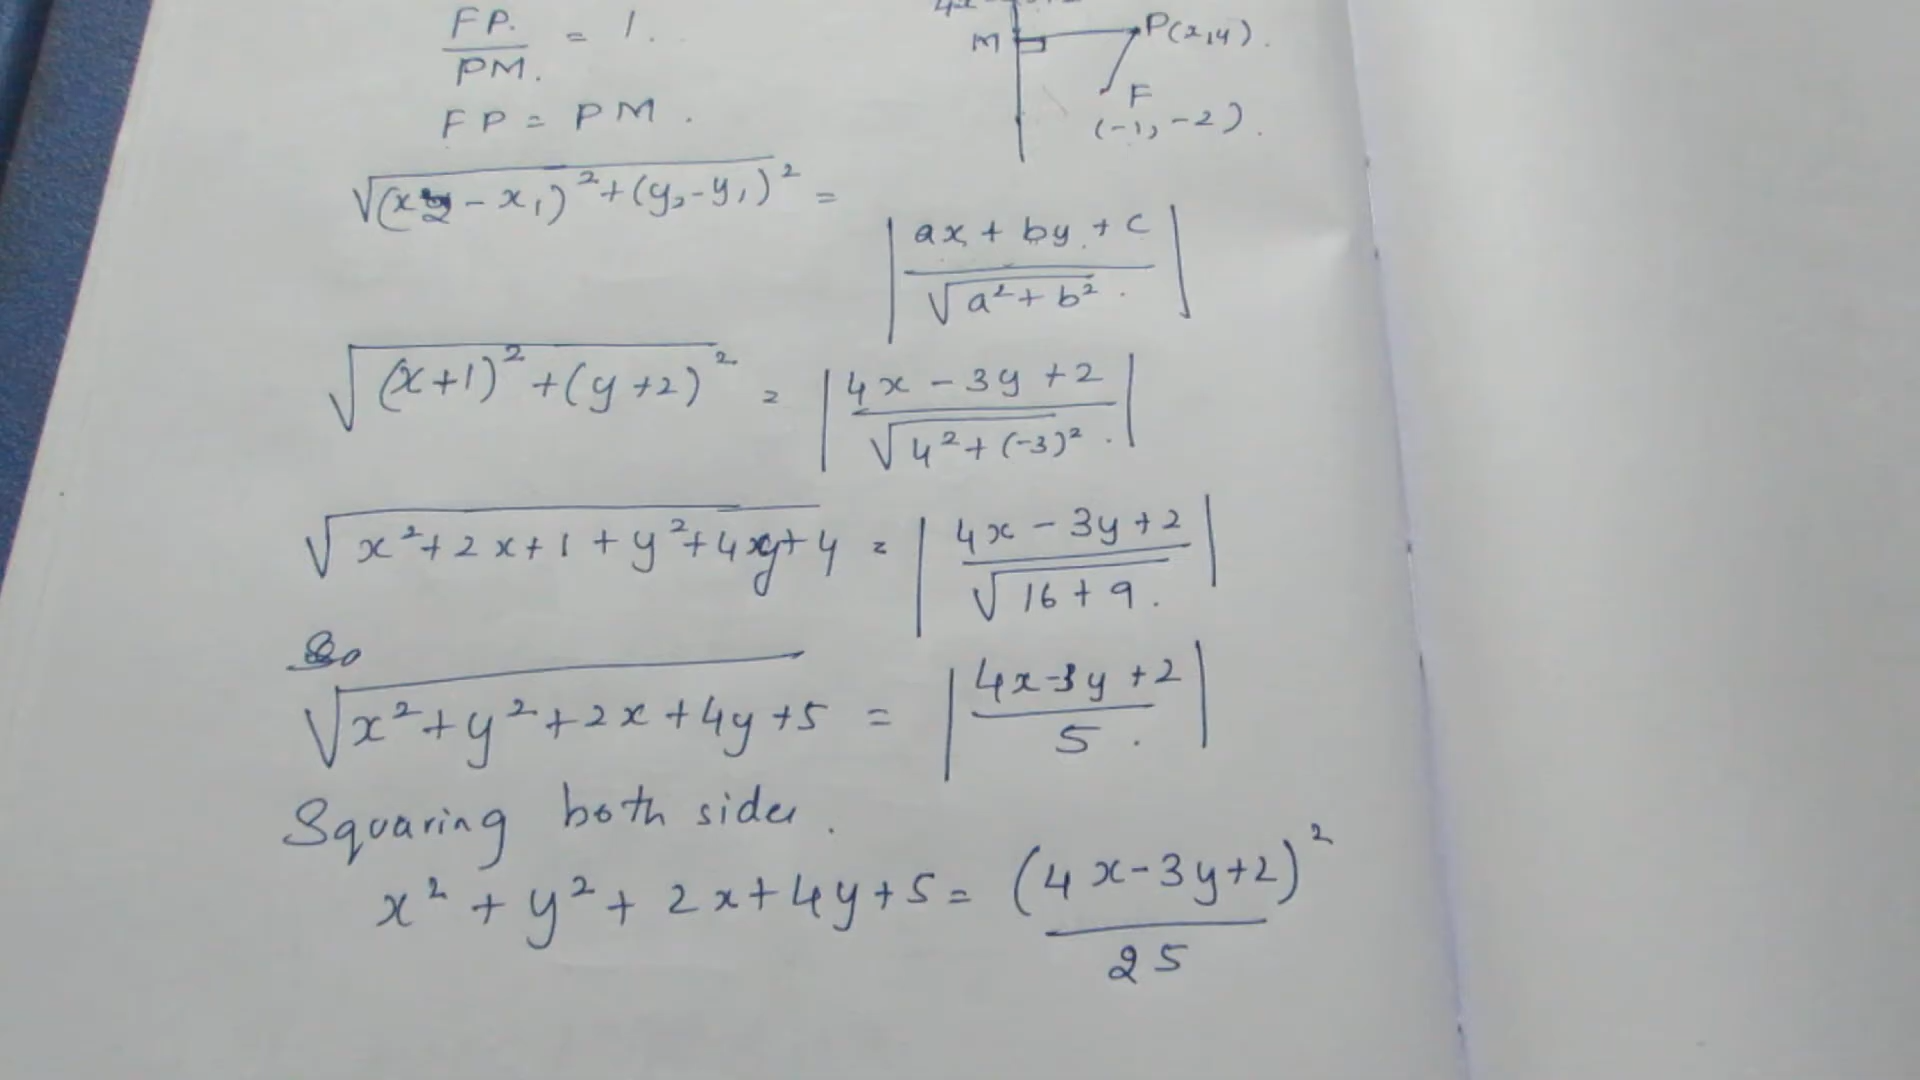 FP. / PM. = 1.
FP = PM.
M P(x,y).
F
(-1, -2).
√((x2 - x₁)² + (y₂ - y₁)²) =
| ax + by + c / √(a² + b²) . |
√((x+1)² + (y+2)²) = | 4x - 3y + 2 / √(4² + (-3)²) . |
√(x² + 2x + 1 + y² + 4y + 4) = | 4x - 3y + 2 / √(16 + 9) . |
√(x² + y² + 2x + 4y + 5) = | 4x - 3y + 2 / 5 . |
Squaring both sides.
x² + y² + 2x + 4y + 5 = (4x - 3y + 2)² / 25